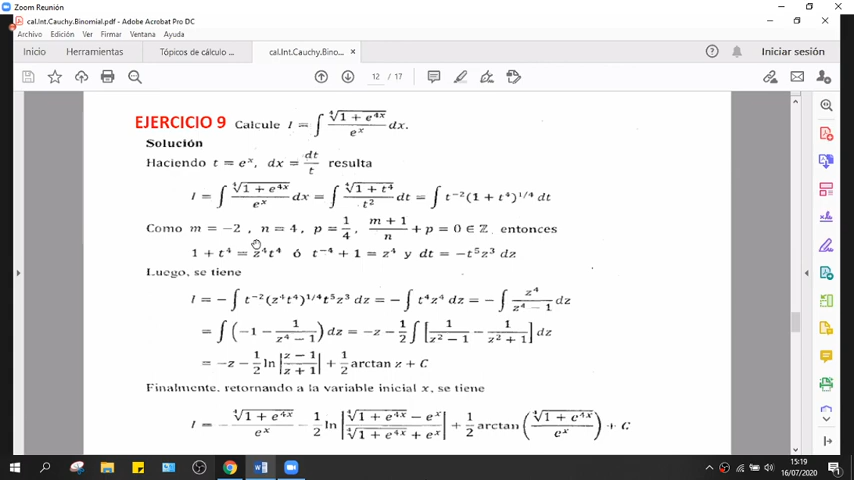 Zoom Reunión
cal.Int.Cauchy.Binomial.pdf - Adobe Acrobat Pro DC
Archivo Edición Ver Firmar Ventana Ayuda
Inicio Herramientas Tópicos de cálculo ... cal.Int.Cauchy.Bino... × Iniciar sesión
12 / 17
EJERCICIO 9 Calcule I = ∫ ∜(1 + e^{4x}) / e^x dx.
Solución
Haciendo t = e^x, dx = dt/t resulta
I = ∫ ∜(1 + e^{4x}) / e^x dx = ∫ ∜(1 + t^4) / t^2 dt = ∫ t^{-2}(1 + t^4)^{1/4} dt
Como m = −2 , n = 4, p = 1/4, (m + 1)/n + p = 0 ∈ ℤ entonces
1 + t^4 = z^4t^4 ó t^{-4} + 1 = z^4 y dt = −t^5z^3 dz
Luego, se tiene
I = − ∫ t^{-2}(z^4t^4)^{1/4}t^5z^3 dz = − ∫ t^4z^4 dz = − ∫ z^4/(z^4 − 1) dz
= ∫ (−1 − 1/(z^4 − 1)) dz = −z − 1/2 ∫ [1/(z^2 − 1) − 1/(z^2 + 1)] dz
= −z − 1/2 ln |(z − 1)/(z + 1)| + 1/2 arctan z + C
Finalmente, retornando a la variable inicial x, se tiene
I = − ∜(1 + e^{4x}) / e^x − 1/2 ln |(∜(1 + e^{4x}) − e^x)/(∜(1 + e^{4x}) + e^x)| + 1/2 arctan (∜(1 + e^{4x}) / e^x) + C
15:19
16/07/2020